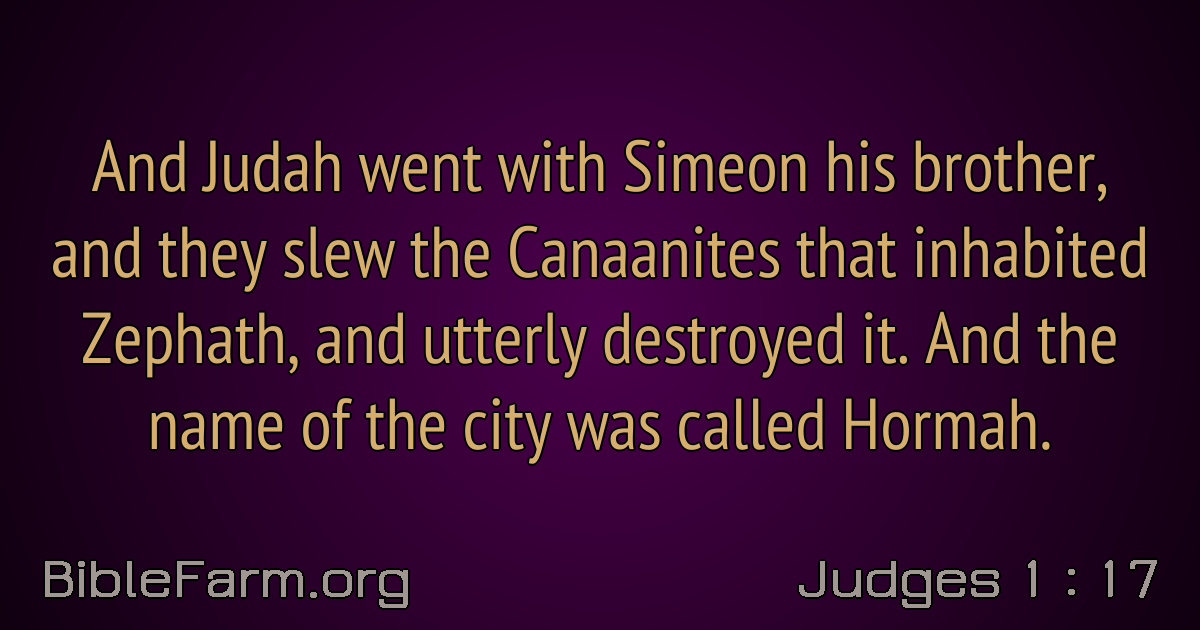 And Judah went with Simeon his brother,
and they slew the Canaanites that inhabited
Zephath, and utterly destroyed it. And the
name of the city was called Hormah.
BibleFarm.org
Judges 1 : 17